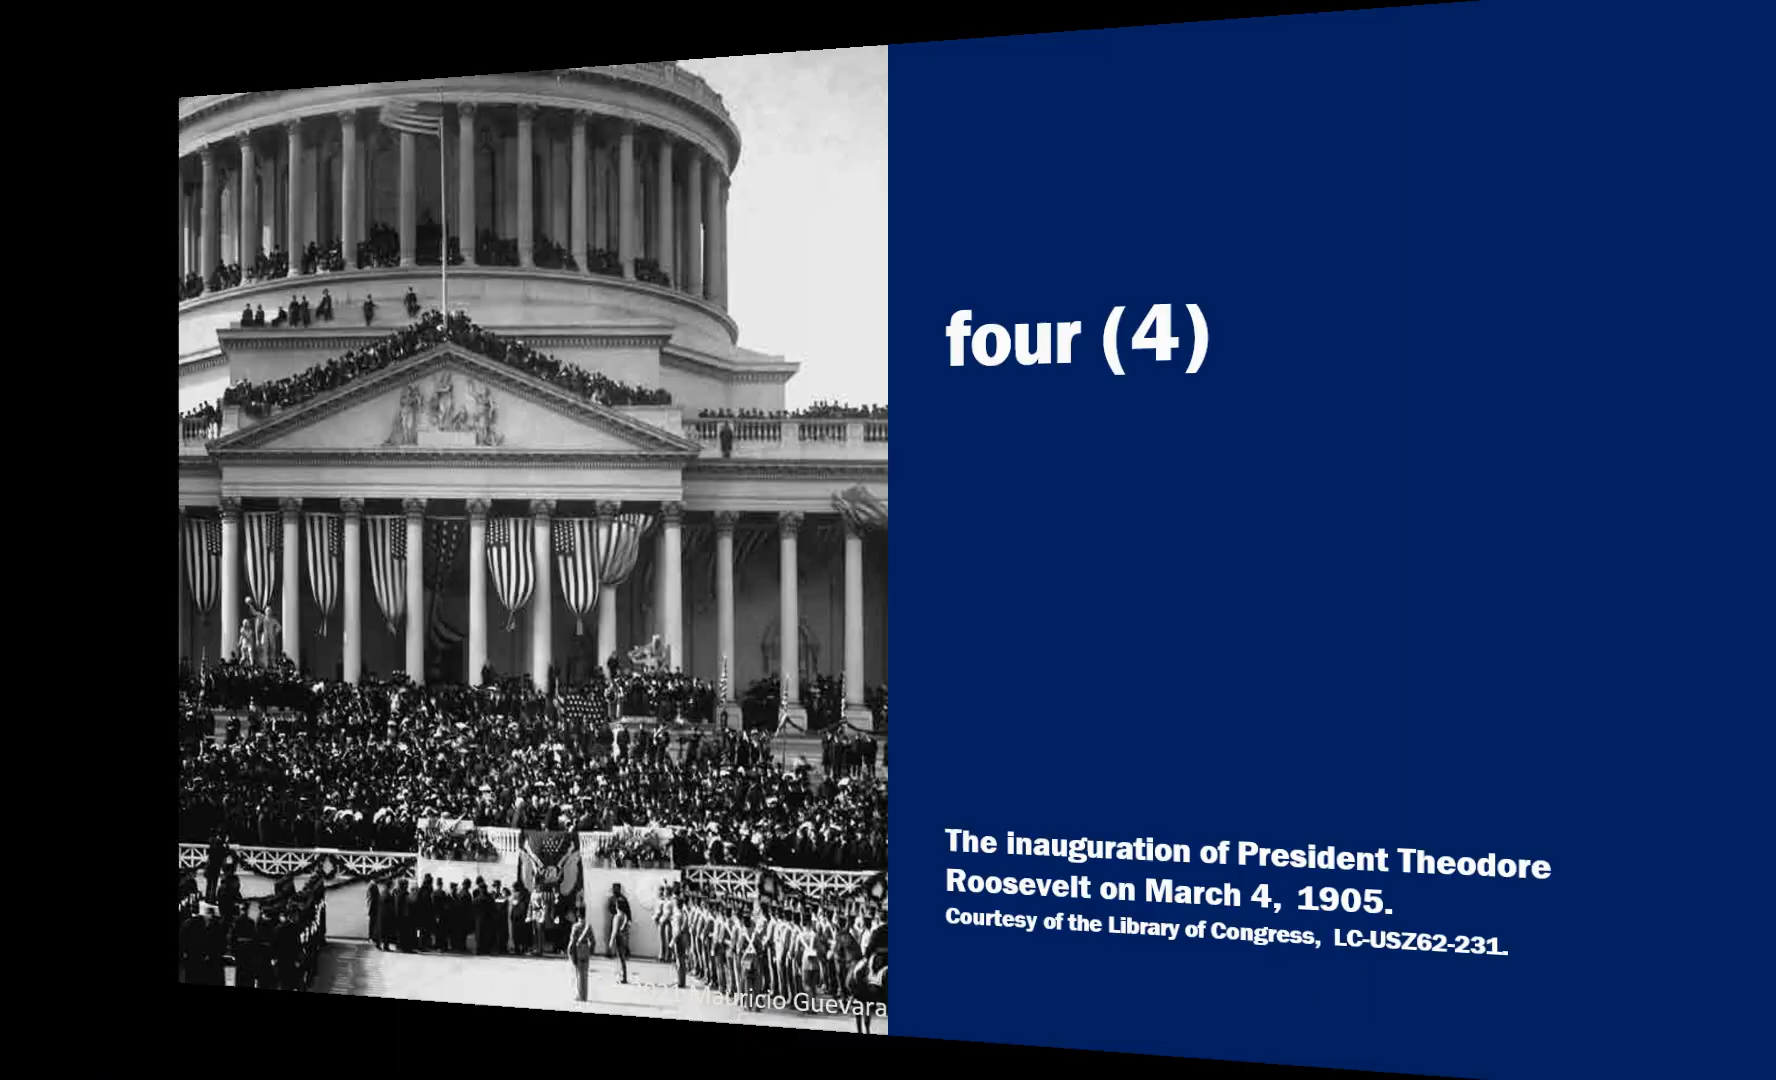 four (4)
The inauguration of President Theodore
Roosevelt on March 4, 1905.
Courtesy of the Library of Congress, LC-USZ62-231.
2021 Mauricio Guevara